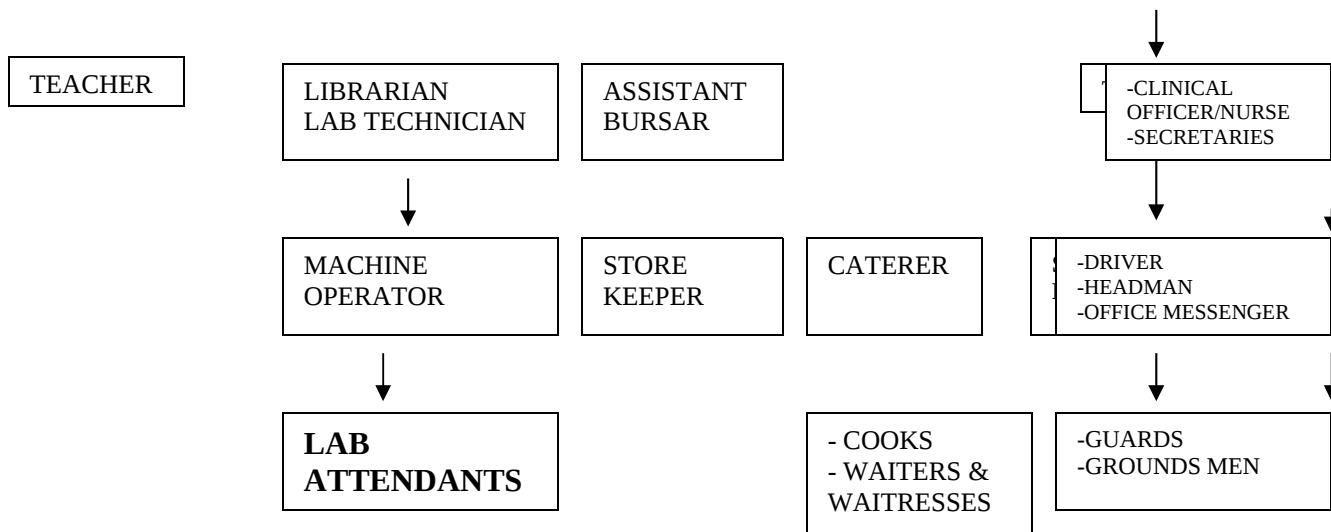 TEACHER
LIBRARIAN
LAB TECHNICIAN
ASSISTANT
BURSAR
-CLINICAL
OFFICER/NURSE
-SECRETARIES
MACHINE
OPERATOR
STORE
KEEPER
CATERER
-DRIVER
-HEADMAN
-OFFICE MESSENGER
LAB
ATTENDANTS
- COOKS
- WAITERS &
WAITRESSES
-GUARDS
-GROUNDS MEN